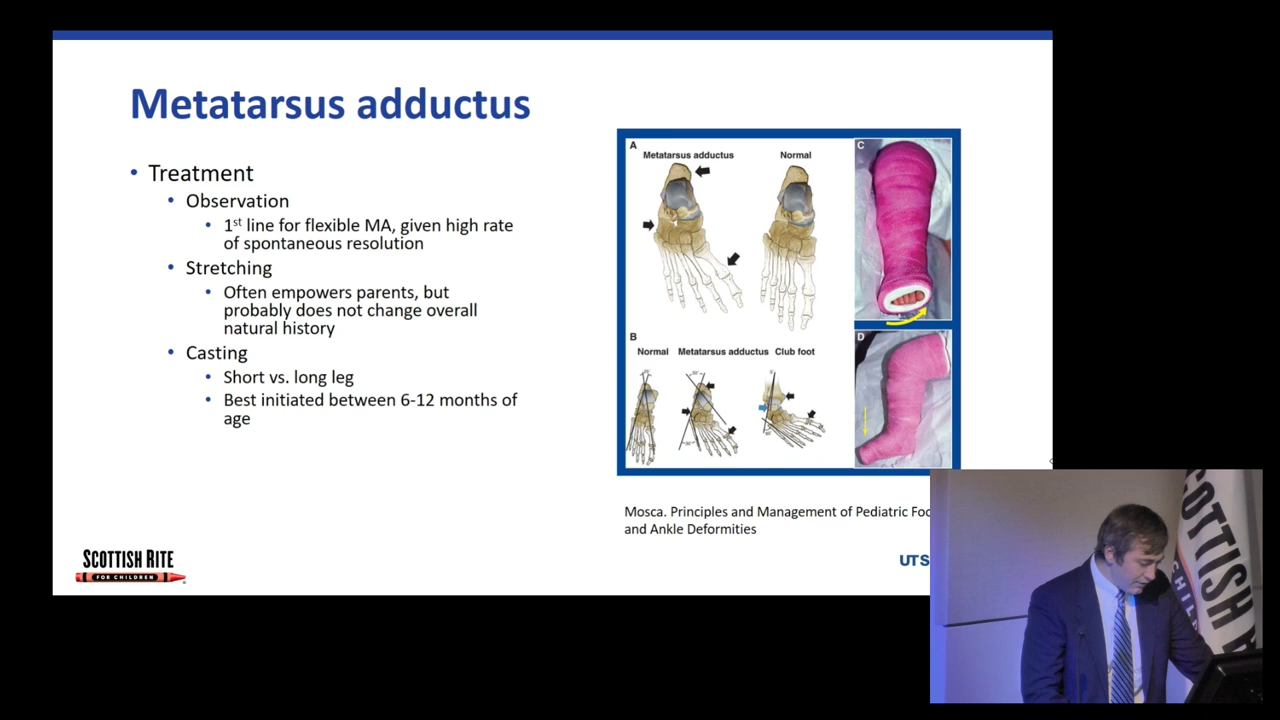 Metatarsus adductus
• Treatment
• Observation
• 1st line for flexible MA, given high rate
of spontaneous resolution
• Stretching
• Often empowers parents, but
probably does not change overall
natural history
• Casting
• Short vs. long leg
• Best initiated between 6-12 months of
age
A
Metatarsus adductus
Normal
C
B
Normal
Metatarsus adductus
Club foot
D
Mosca. Principles and Management of Pediatric Foo
and Ankle Deformities
SCOTTISH RITE
FOR CHILDREN
UTS
SCOTTISH
CHIL